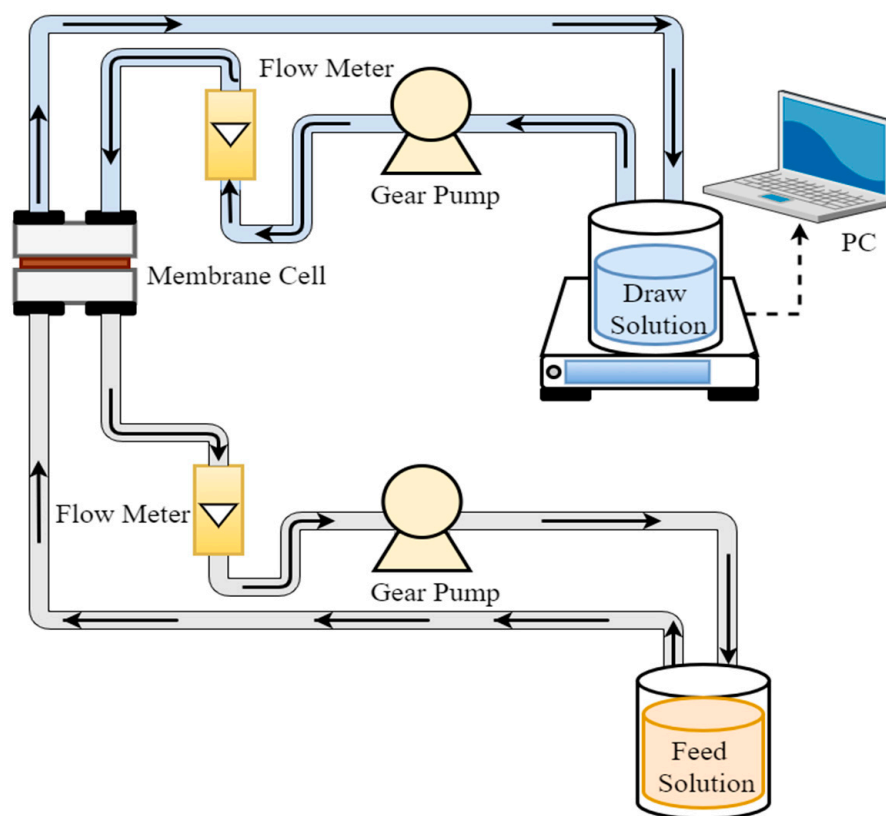 Flow Meter
Gear Pump
PC
Membrane Cell
Draw
Solution
Flow Meter
Gear Pump
Feed
Solution